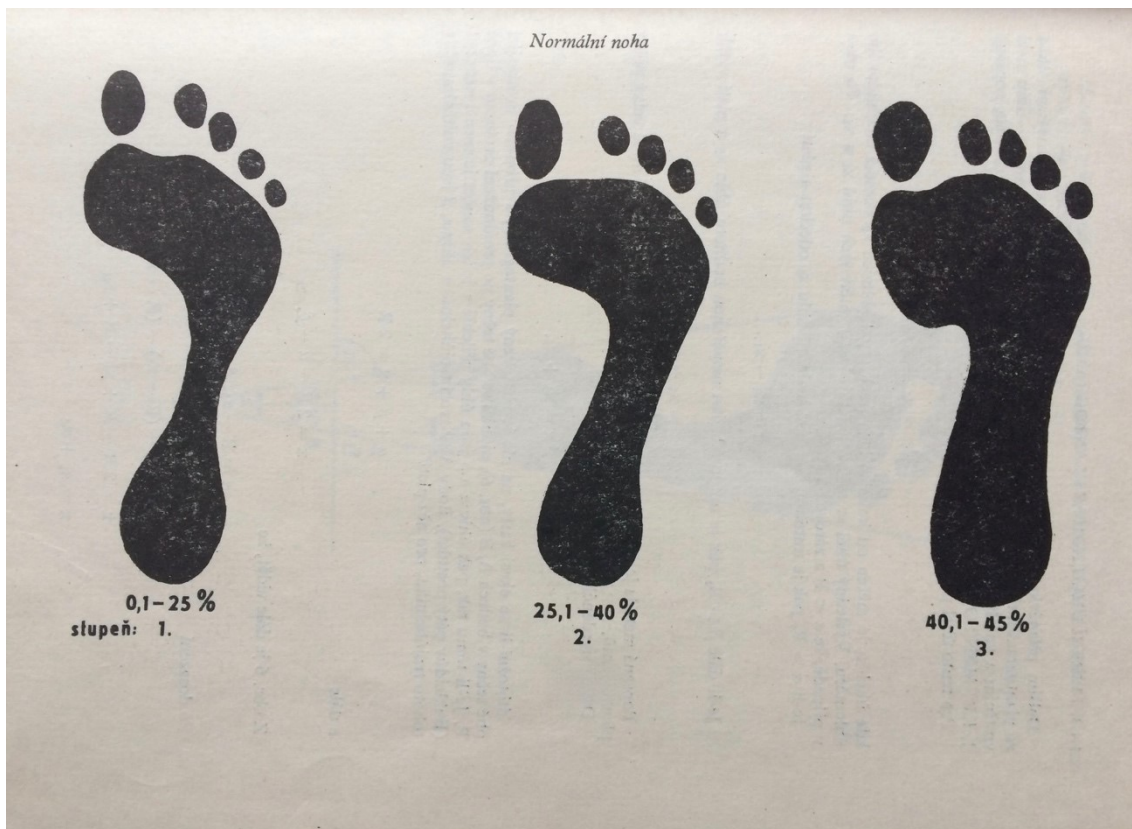 Normální noha
0,1–25 %
stupeň: 1.
25,1–40 %
2.
40,1–45 %
3.